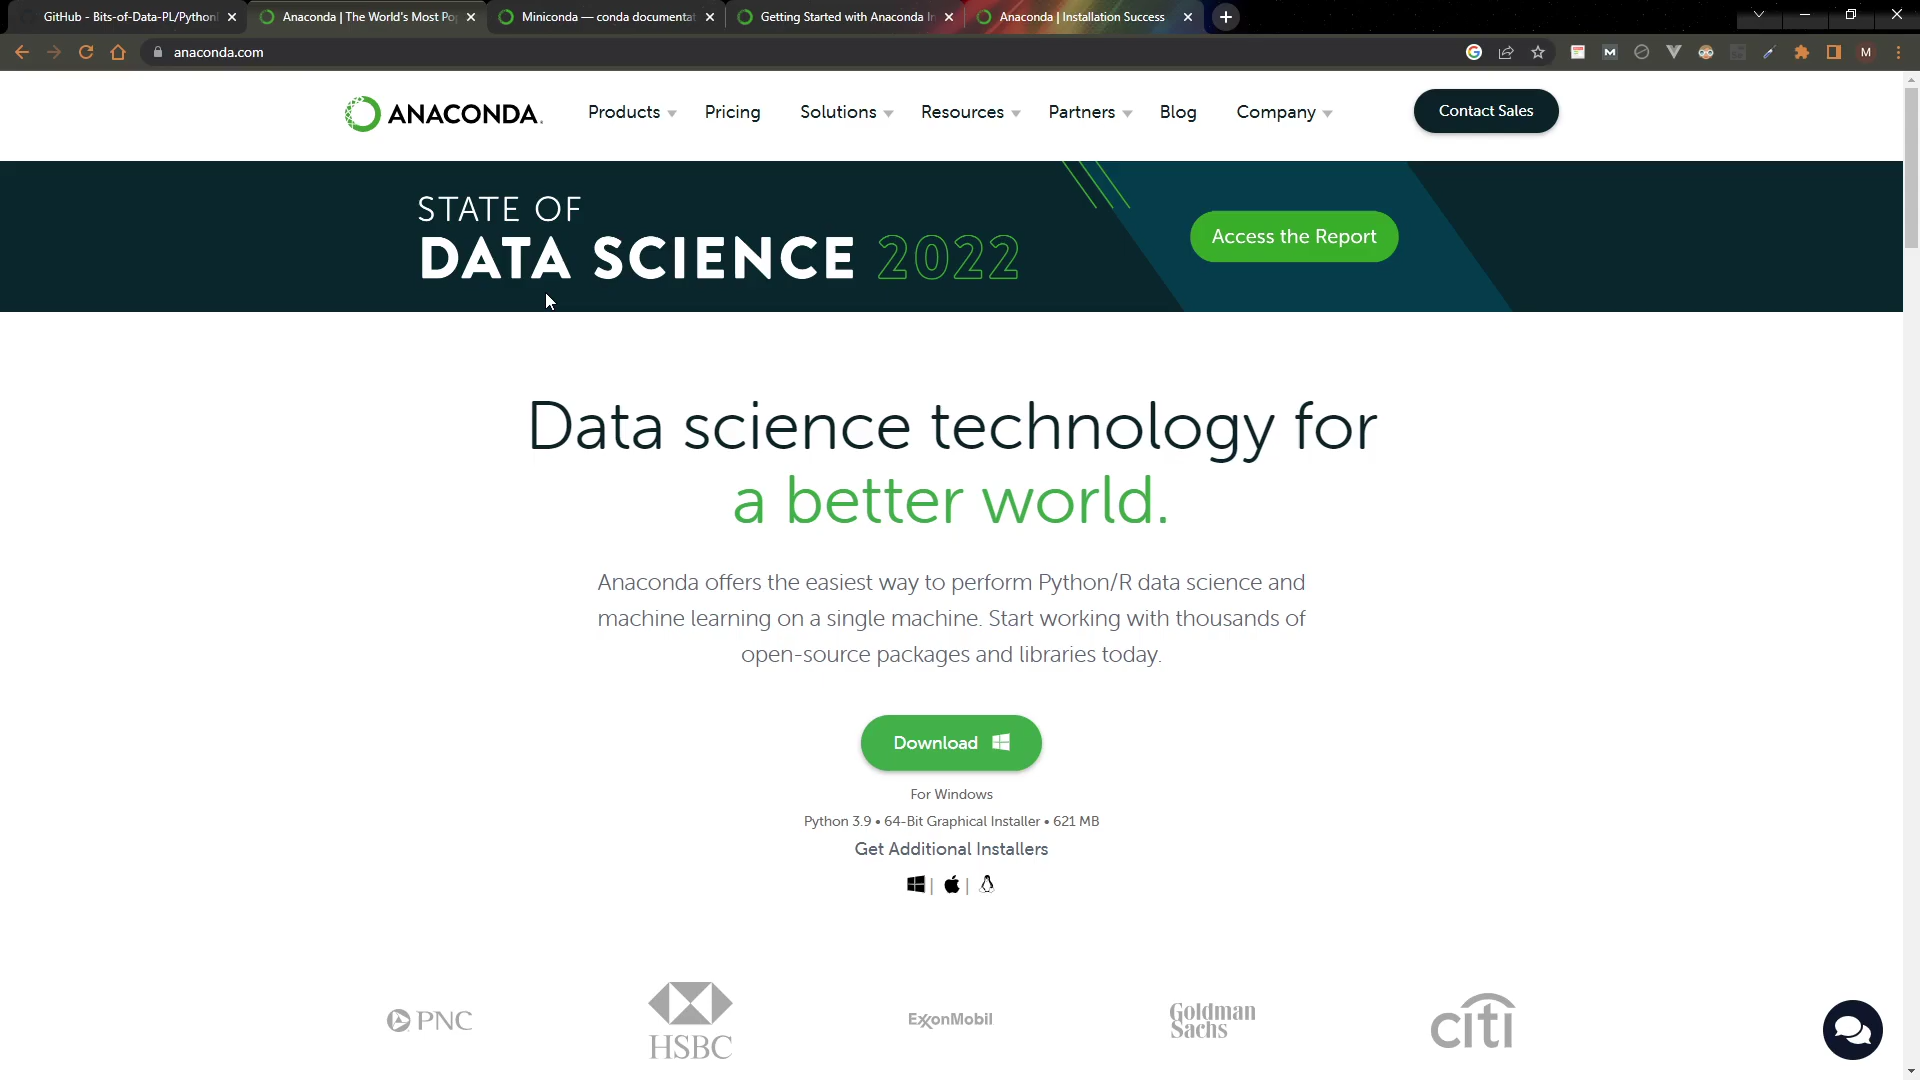 GitHub - Bits-of-Data-PL/Python
Anaconda | The World's Most Po
Miniconda — conda documentat
Getting Started with Anaconda In
Anaconda | Installation Success
anaconda.com
M
ANACONDA.
Products
Pricing
Solutions
Resources
Partners
Blog
Company
Contact Sales
STATE OF
DATA SCIENCE 2022
Access the Report
Data science technology for
a better world.
Anaconda offers the easiest way to perform Python/R data science and
machine learning on a single machine. Start working with thousands of
open-source packages and libraries today.
Download
For Windows
Python 3.9 • 64-Bit Graphical Installer • 621 MB
Get Additional Installers
| |
PNC
HSBC
ExxonMobil
Goldman
Sachs
citi